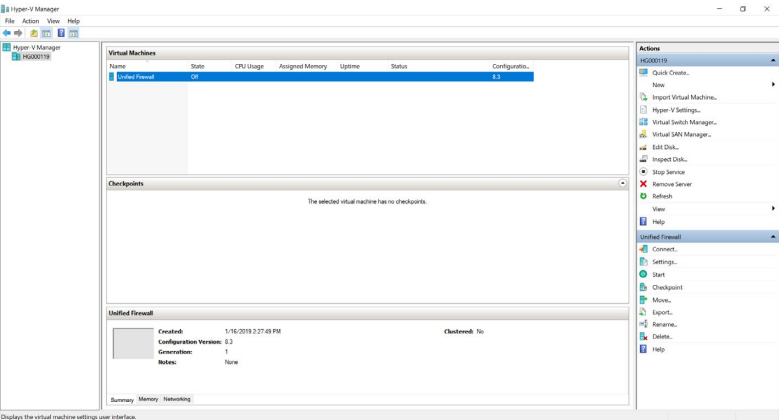 Hyper-V Manager
File Action View Help
Hyper-V Manager
HG000119
Virtual Machines
Name State CPU Usage Assigned Memory Uptime Status Configuratio...
Unified Firewall Off 8.3
Checkpoints
The selected virtual machine has no checkpoints.
Unified Firewall
Created: 1/16/2019 2:27:49 PM Clustered: No
Configuration Version: 8.3
Generation: 1
Notes: None
Summary Memory Networking
Actions
HG000119
Quick Create...
New
Import Virtual Machine...
Hyper-V Settings...
Virtual Switch Manager...
Virtual SAN Manager...
Edit Disk...
Inspect Disk...
Stop Service
Remove Server
Refresh
View
Help
Unified Firewall
Connect...
Settings...
Start
Checkpoint
Move...
Export...
Rename...
Delete...
Help
Displays the virtual machine settings user interface.